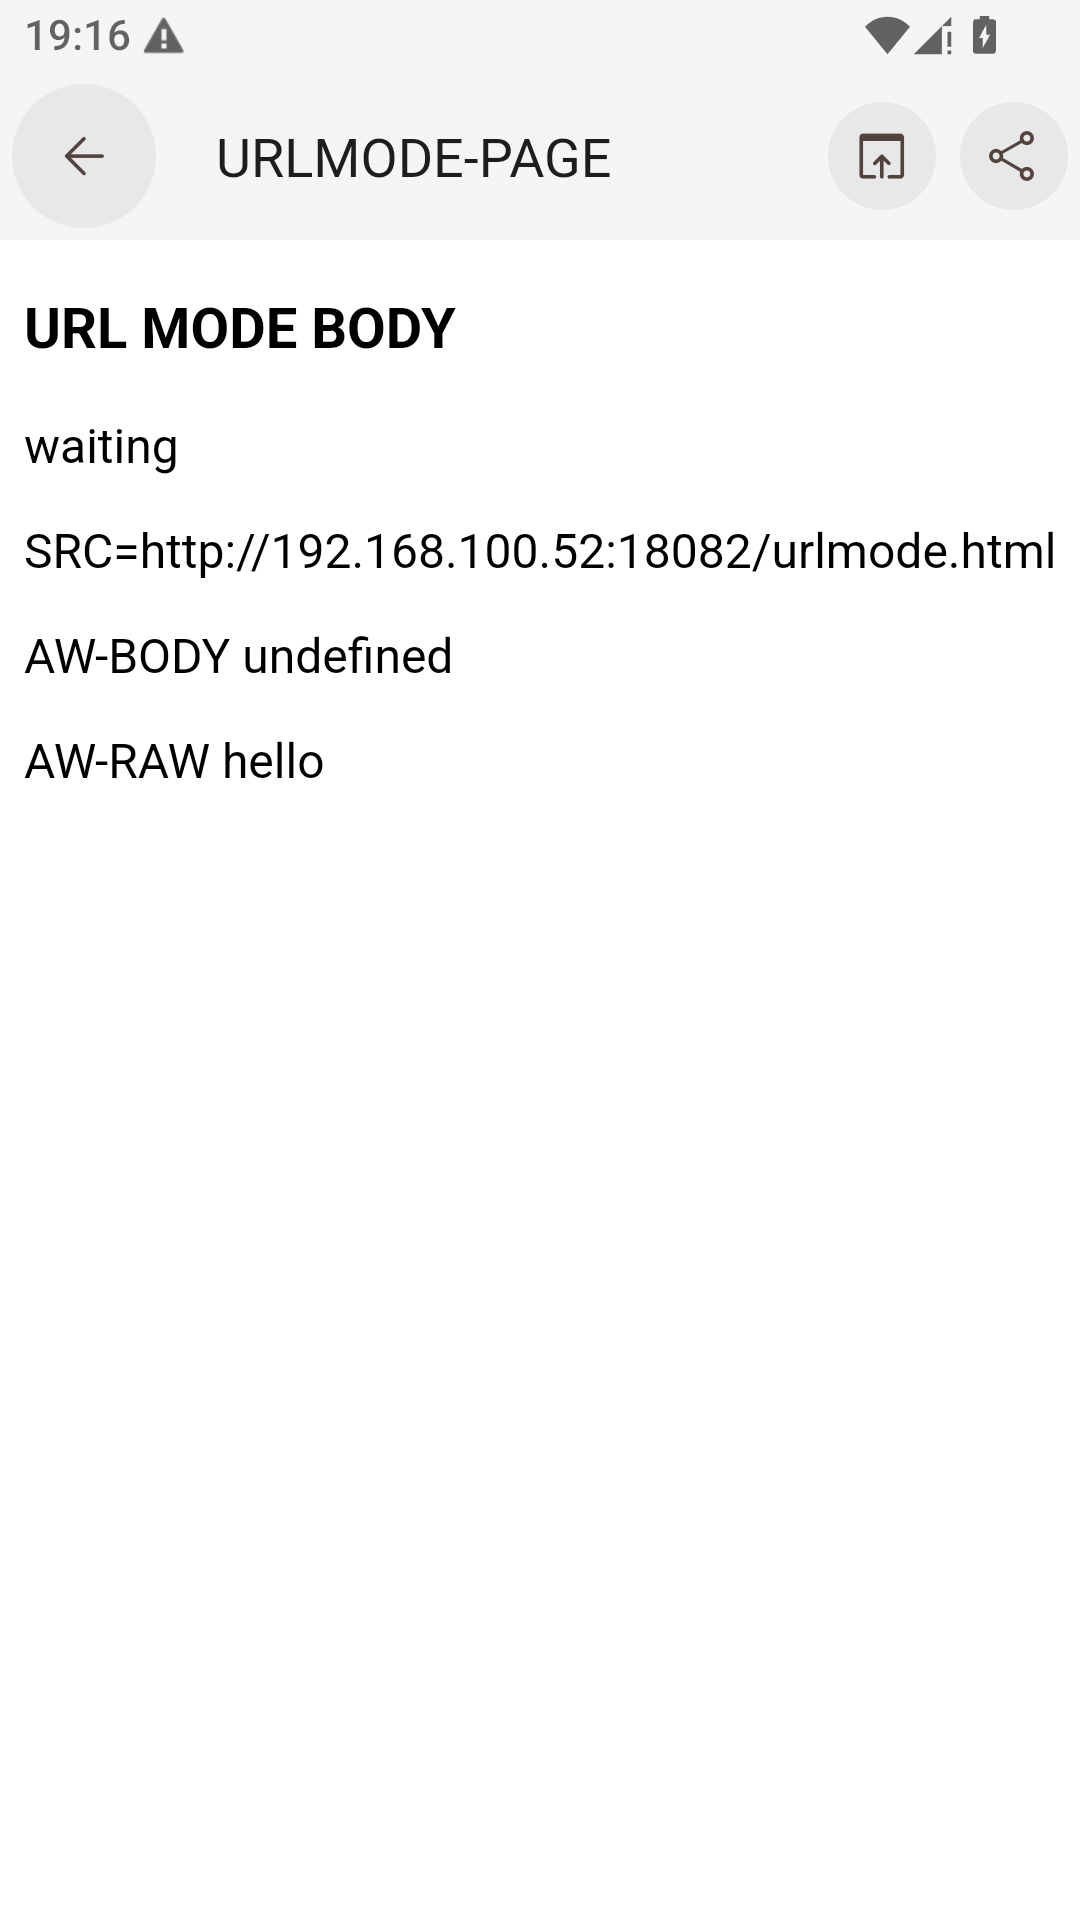 19:16
URLMODE-PAGE
URL MODE BODY
waiting
SRC=http://192.168.100.52:18082/urlmode.html
AW-BODY undefined
AW-RAW hello